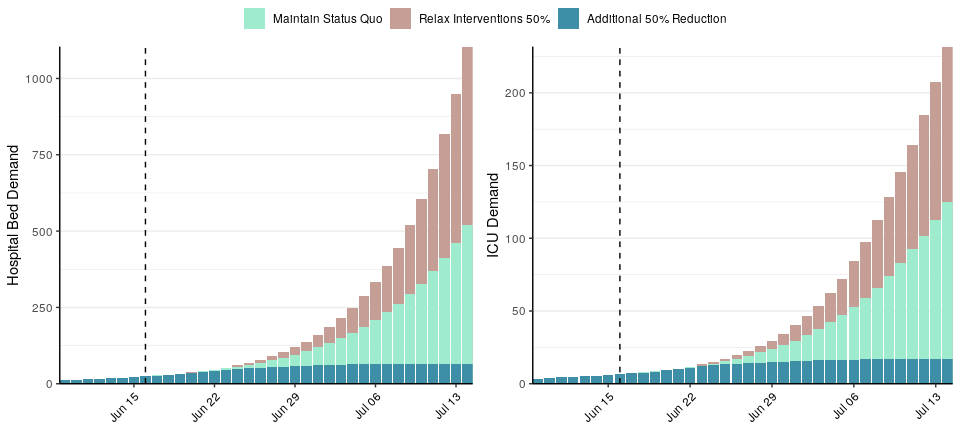 Maintain Status Quo Relax Interventions 50% Additional 50% Reduction
Hospital Bed Demand
1000
750
500
250
0
Jun 15 Jun 22 Jun 29 Jul 06 Jul 13
ICU Demand
200
150
100
50
0
Jun 15 Jun 22 Jun 29 Jul 06 Jul 13